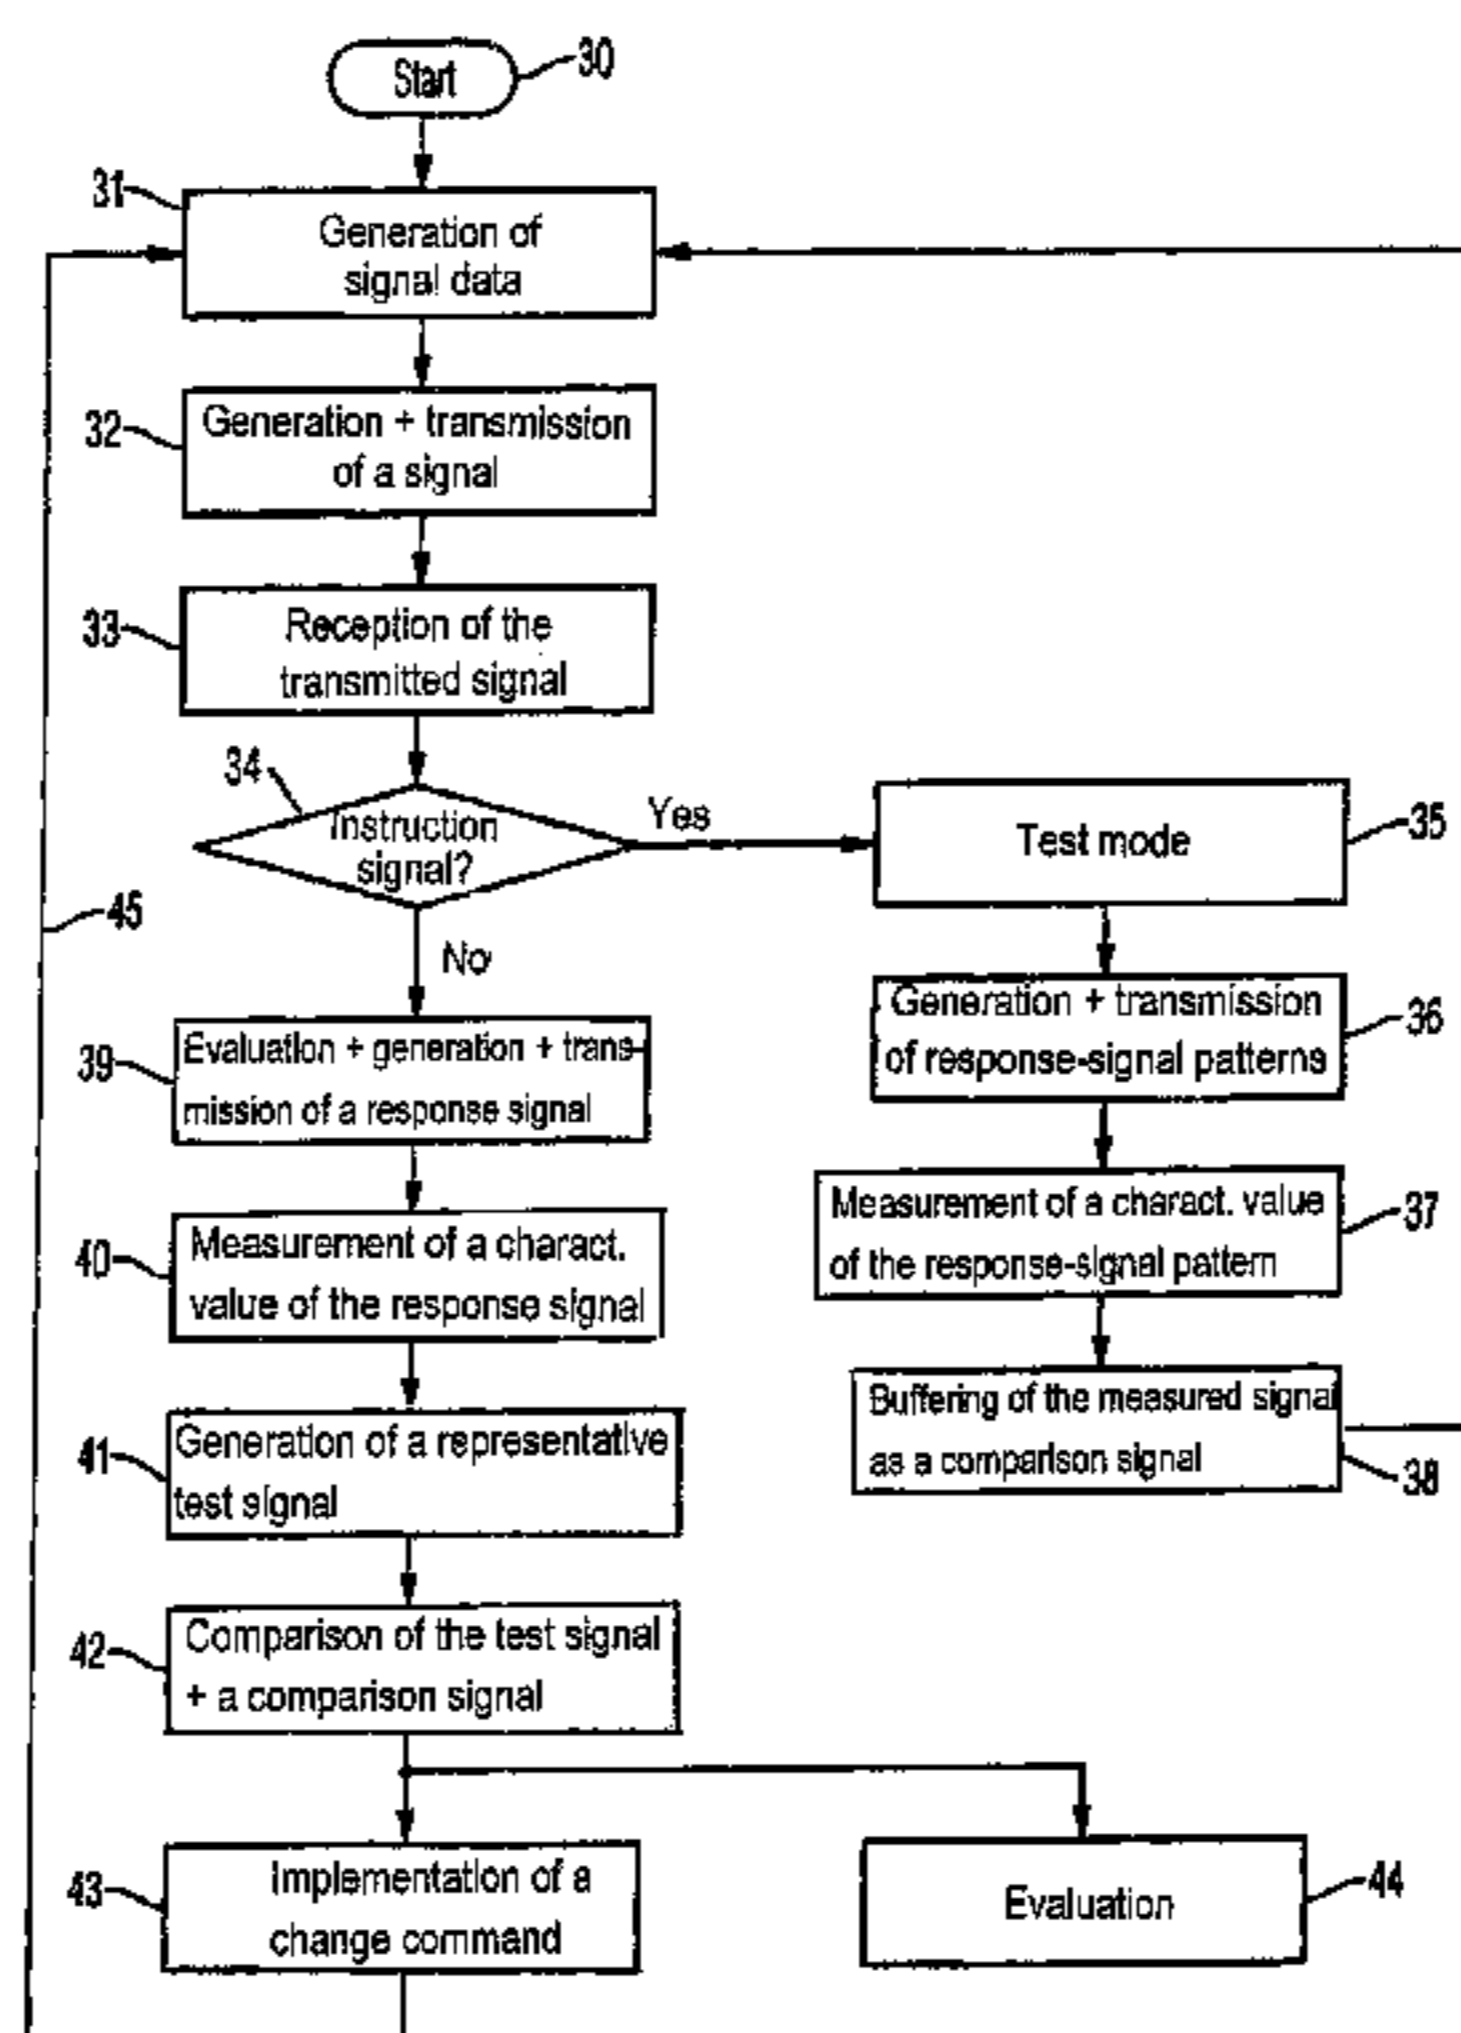 Start
30
31
Generation of
signal data
32
Generation + transmission
of a signal
33
Reception of the
transmitted signal
34
Instruction
signal?
Yes
Test mode
35
45
No
Generation + transmission
of response-signal patterns
36
39
Evaluation + generation + trans-
mission of a response signal
Measurement of a charact. value
of the response-signal pattern
37
40
Measurement of a charact.
value of the response signal
Buffering of the measured signal
as a comparison signal
38
41
Generation of a representative
test signal
42
Comparison of the test signal
+ a comparison signal
43
Implementation of a
change command
Evaluation
44